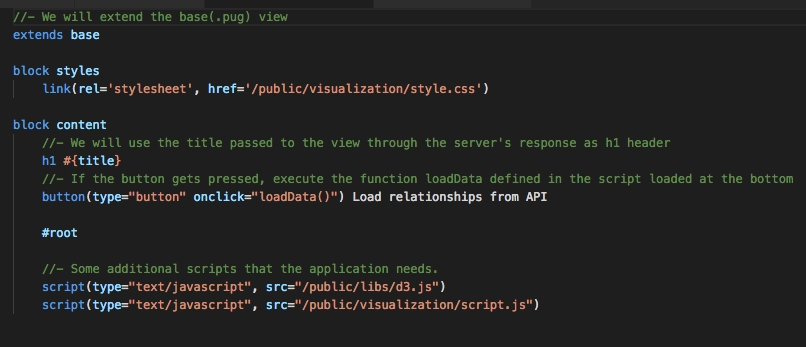 //- We will extend the base(.pug) view
extends base
block styles
link(rel='stylesheet', href='/public/visualization/style.css')
block content
//- We will use the title passed to the view through the server's response as h1 header
h1 #{title}
//- If the button gets pressed, execute the function loadData defined in the script loaded at the bottom
button(type="button" onclick="loadData()") Load relationships from API
#root
//- Some additional scripts that the application needs.
script(type="text/javascript", src="/public/libs/d3.js")
script(type="text/javascript", src="/public/visualization/script.js")